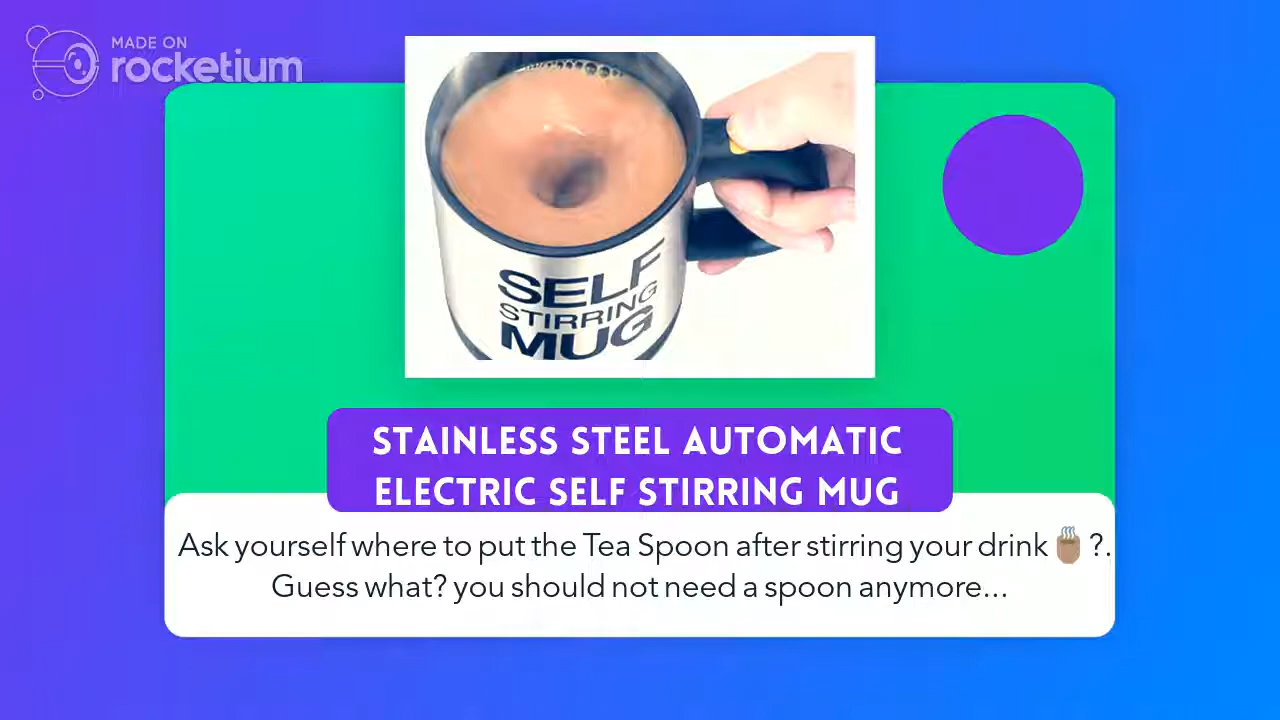 MADE ON
rocketium
SELF
STIRRING
MUG
STAINLESS STEEL AUTOMATIC
ELECTRIC SELF STIRRING MUG
Ask yourself where to put the Tea Spoon after stirring your drink ☕?.
Guess what? you should not need a spoon anymore...